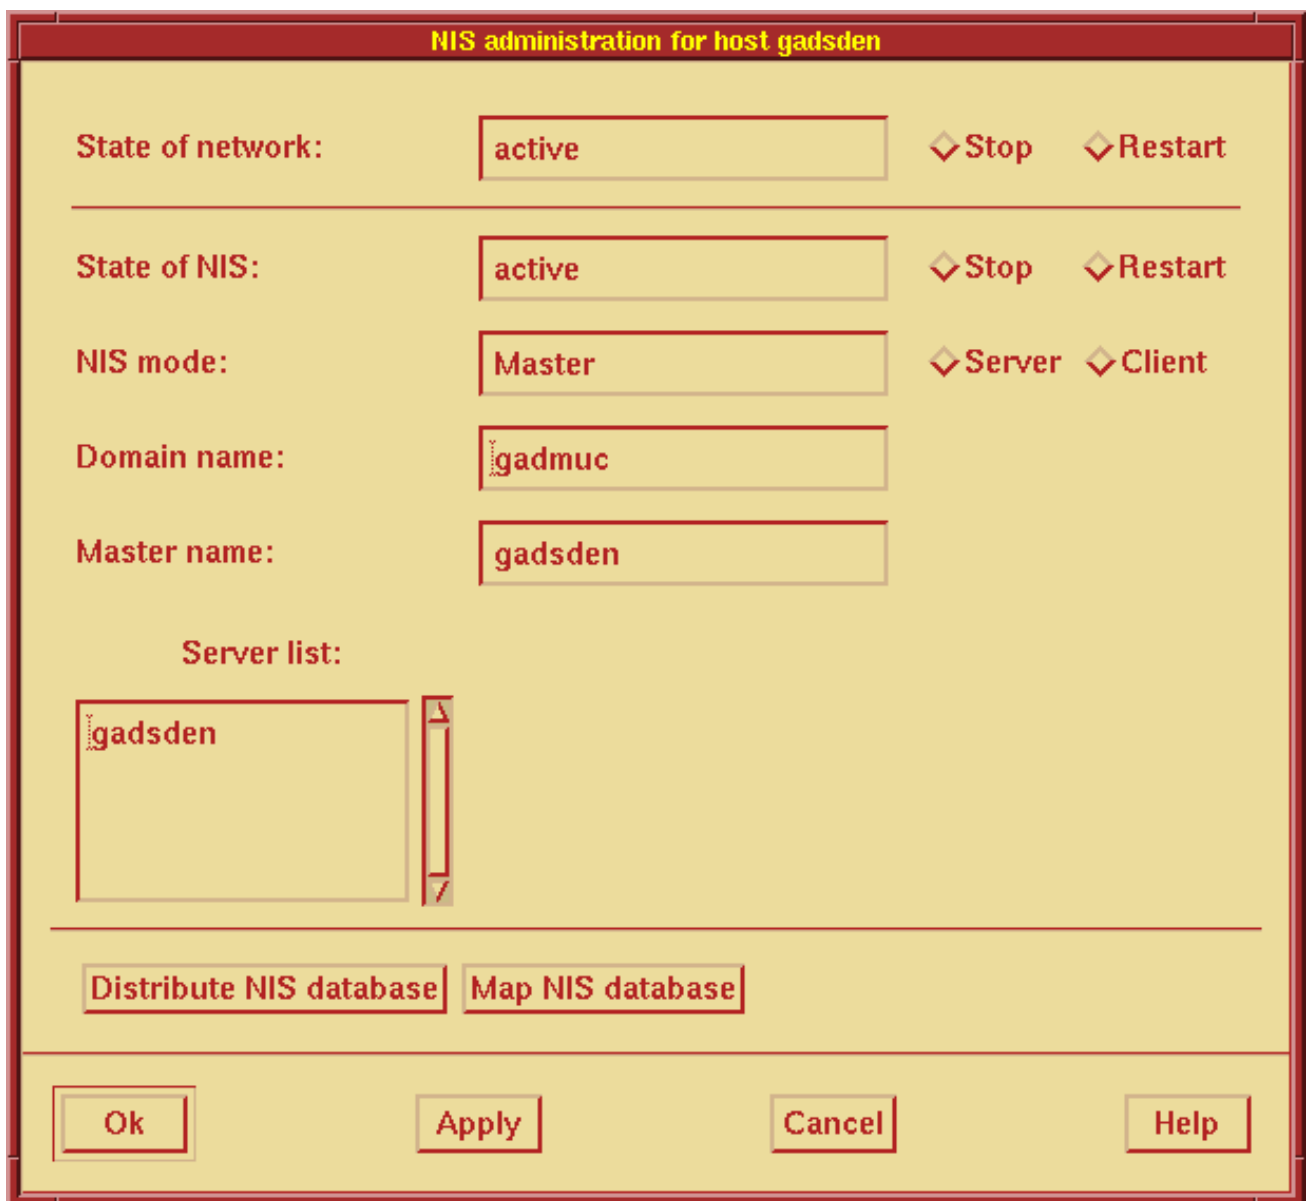 NIS administration for host gadsden
State of network: active Stop Restart
State of NIS: active Stop Restart
NIS mode: Master Server Client
Domain name: gadmuc
Master name: gadsden
Server list:
gadsden
Distribute NIS database Map NIS database
Ok Apply Cancel Help